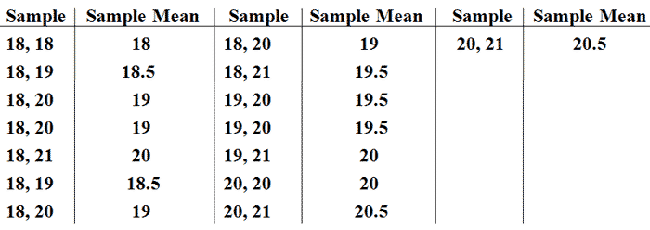 Sample Sample Mean Sample Sample Mean Sample Sample Mean
18, 18 18 18, 20 19 20, 21 20.5
18, 19 18.5 18, 21 19.5
18, 20 19 19, 20 19.5
18, 20 19 19, 20 19.5
18, 21 20 19, 21 20
18, 19 18.5 20, 20 20
18, 20 19 20, 21 20.5